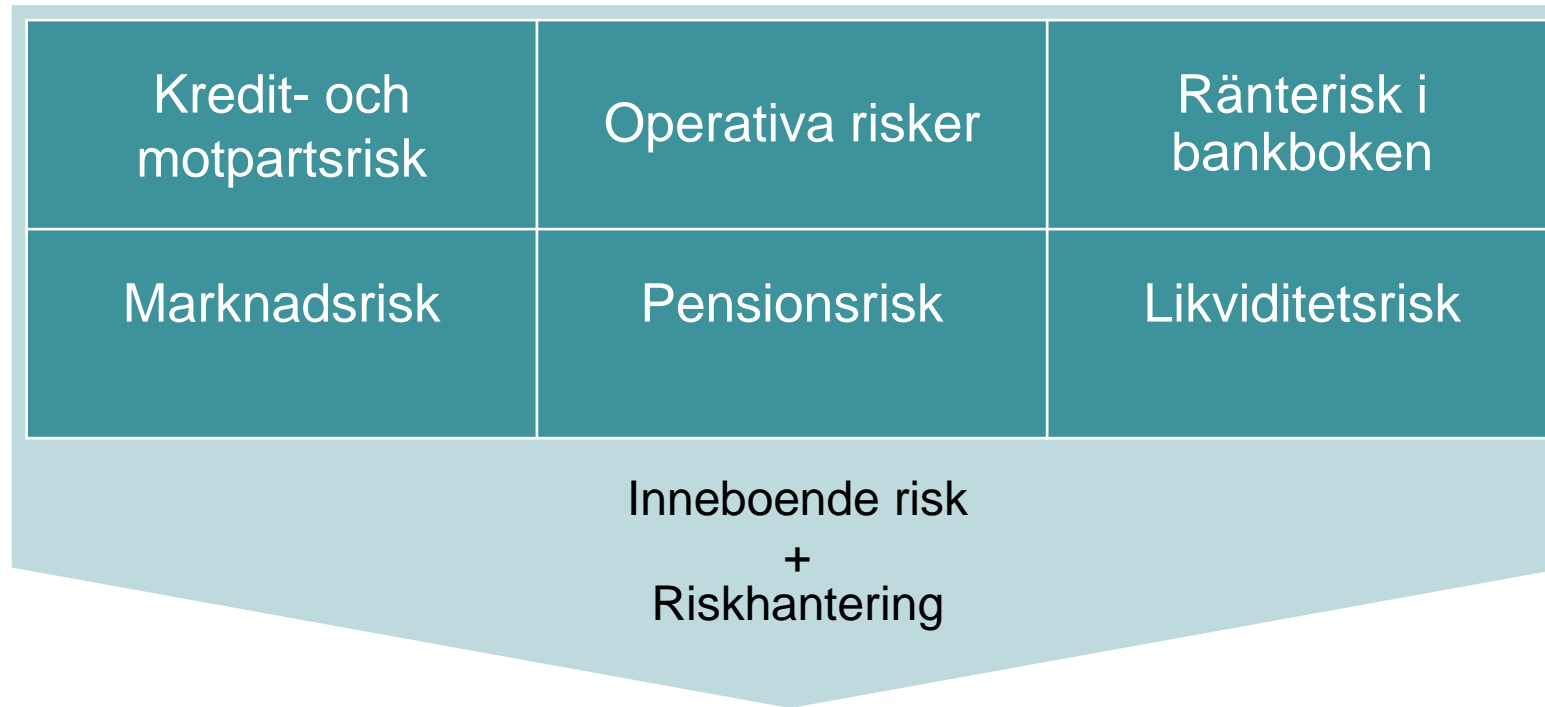 Kredit- och
motpartsrisk
Operativa risker
Ränterisk i
bankboken
Marknadsrisk
Pensionsrisk
Likviditetsrisk
Inneboende risk
+
Riskhantering